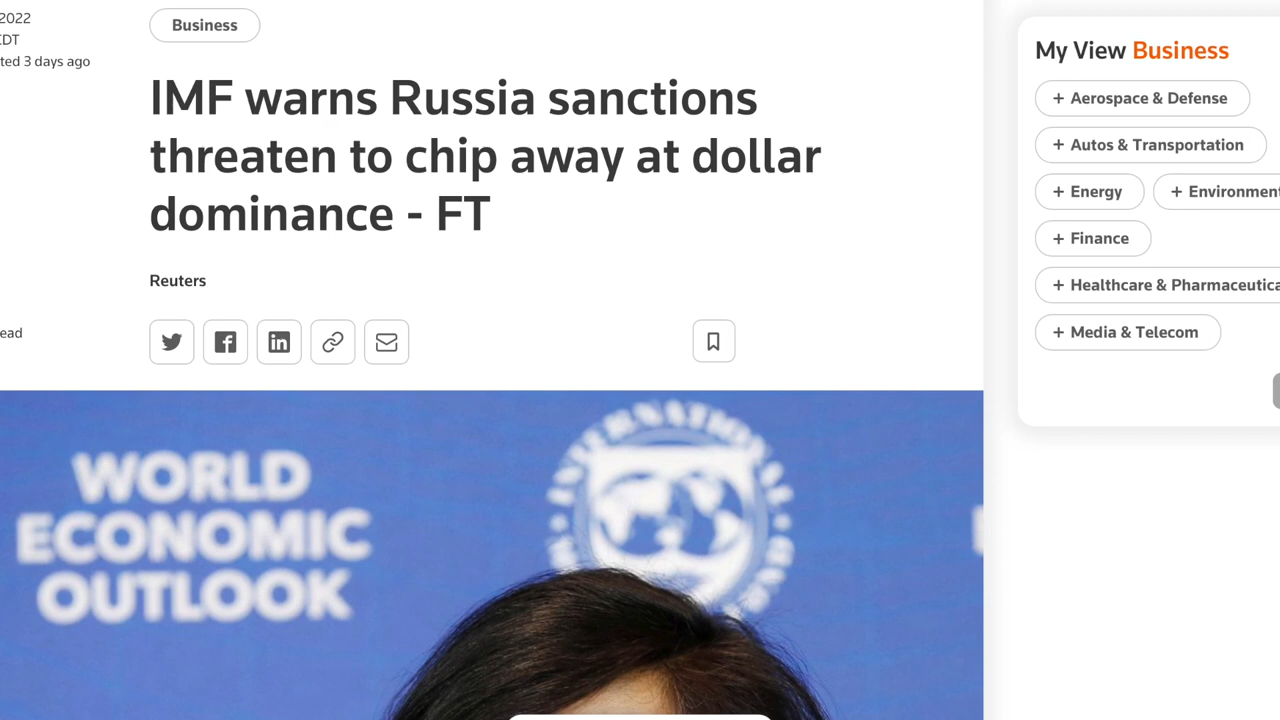 2022
Business
CDT
ted 3 days ago
IMF warns Russia sanctions
threaten to chip away at dollar
dominance - FT
Reuters
ead
WORLD
ECONOMIC
OUTLOOK
INTERNATIONAL
My View Business
+ Aerospace & Defense
+ Autos & Transportation
+ Energy
+ Environment
+ Finance
+ Healthcare & Pharmaceutica
+ Media & Telecom